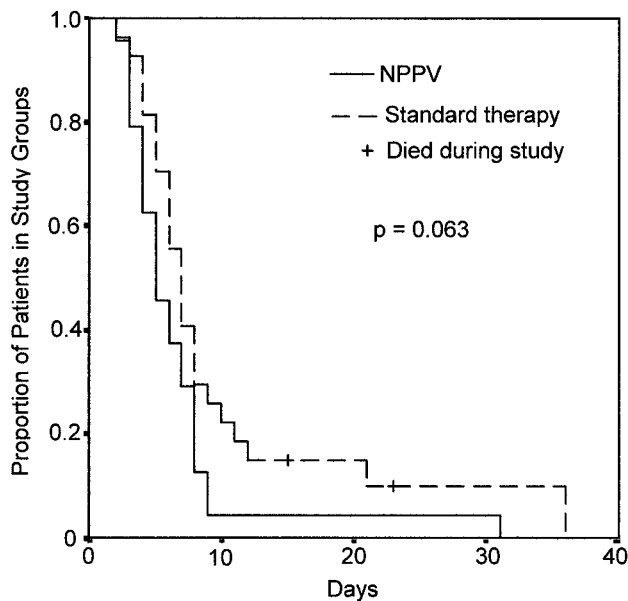 1.0
0.8
0.6
0.4
0.2
0
Proportion of Patients in Study Groups
NPPV
Standard therapy
+ Died during study
p = 0.063
0 10 20 30 40
Days